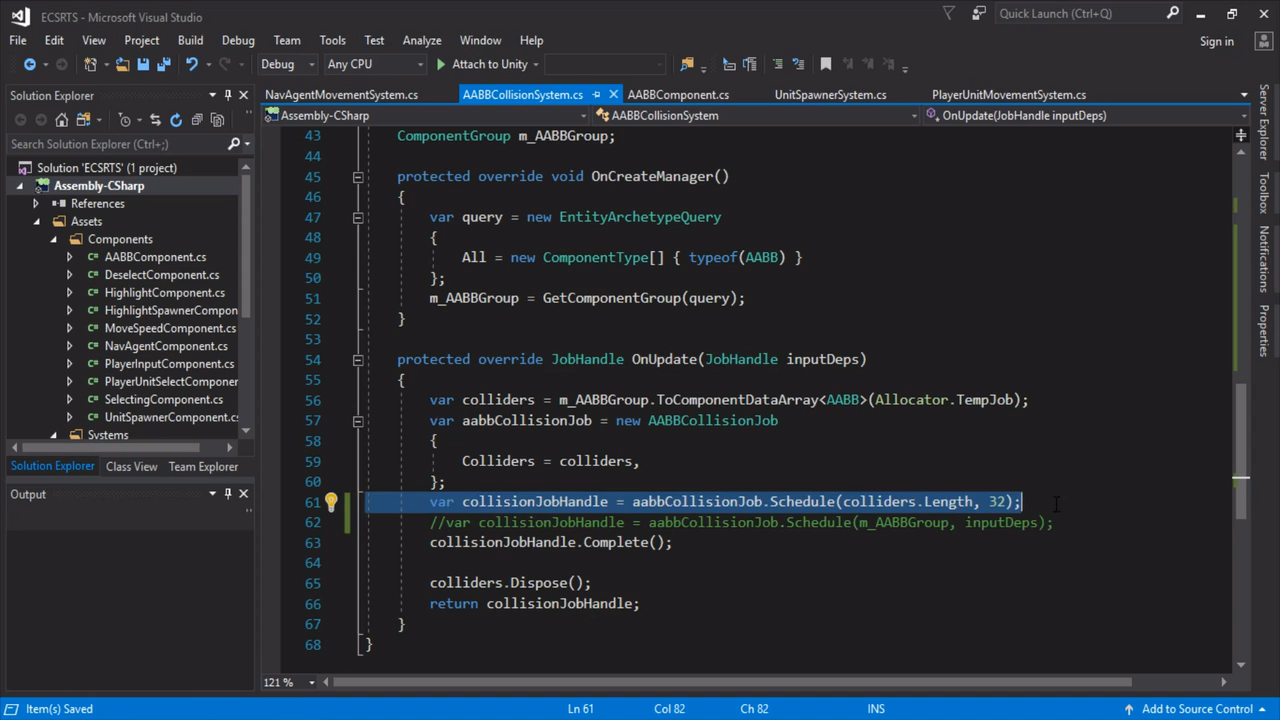 ECSRTS - Microsoft Visual Studio
Quick Launch (Ctrl+Q)
File Edit View Project Build Debug Team Tools Test Analyze Window Help
Sign in
Debug Any CPU Attach to Unity
Solution Explorer
Search Solution Explorer (Ctrl+;)
Solution 'ECSRTS' (1 project)
Assembly-CSharp
References
Assets
Components
AABBComponent.cs
DeselectComponent.cs
HighlightComponent.cs
HighlightSpawnerCompon
MoveSpeedComponent.cs
NavAgentComponent.cs
PlayerInputComponent.cs
PlayerUnitSelectComponent
SelectingComponent.cs
UnitSpawnerComponent.cs
Systems
Solution Explorer Class View Team Explorer
Output
NavAgentMovementSystem.cs AABBCollisionSystem.cs AABBComponent.cs UnitSpawnerSystem.cs PlayerUnitMovementSystem.cs
Assembly-CSharp AABBCollisionSystem OnUpdate(JobHandle inputDeps)
43 ComponentGroup m_AABBGroup;
44
45 protected override void OnCreateManager()
46 {
47 var query = new EntityArchetypeQuery
48 {
49 All = new ComponentType[] { typeof(AABB) }
50 };
51 m_AABBGroup = GetComponentGroup(query);
52 }
53
54 protected override JobHandle OnUpdate(JobHandle inputDeps)
55 {
56 var colliders = m_AABBGroup.ToComponentDataArray<AABB>(Allocator.TempJob);
57 var aabbCollisionJob = new AABBCollisionJob
58 {
59 Colliders = colliders,
60 };
61 var collisionJobHandle = aabbCollisionJob.Schedule(colliders.Length, 32);
62 //var collisionJobHandle = aabbCollisionJob.Schedule(m_AABBGroup, inputDeps);
63 collisionJobHandle.Complete();
64
65 colliders.Dispose();
66 return collisionJobHandle;
67 }
68 }
121 %
Server Explorer
Toolbox
Notifications
Properties
Item(s) Saved Ln 61 Col 82 Ch 82 INS Add to Source Control